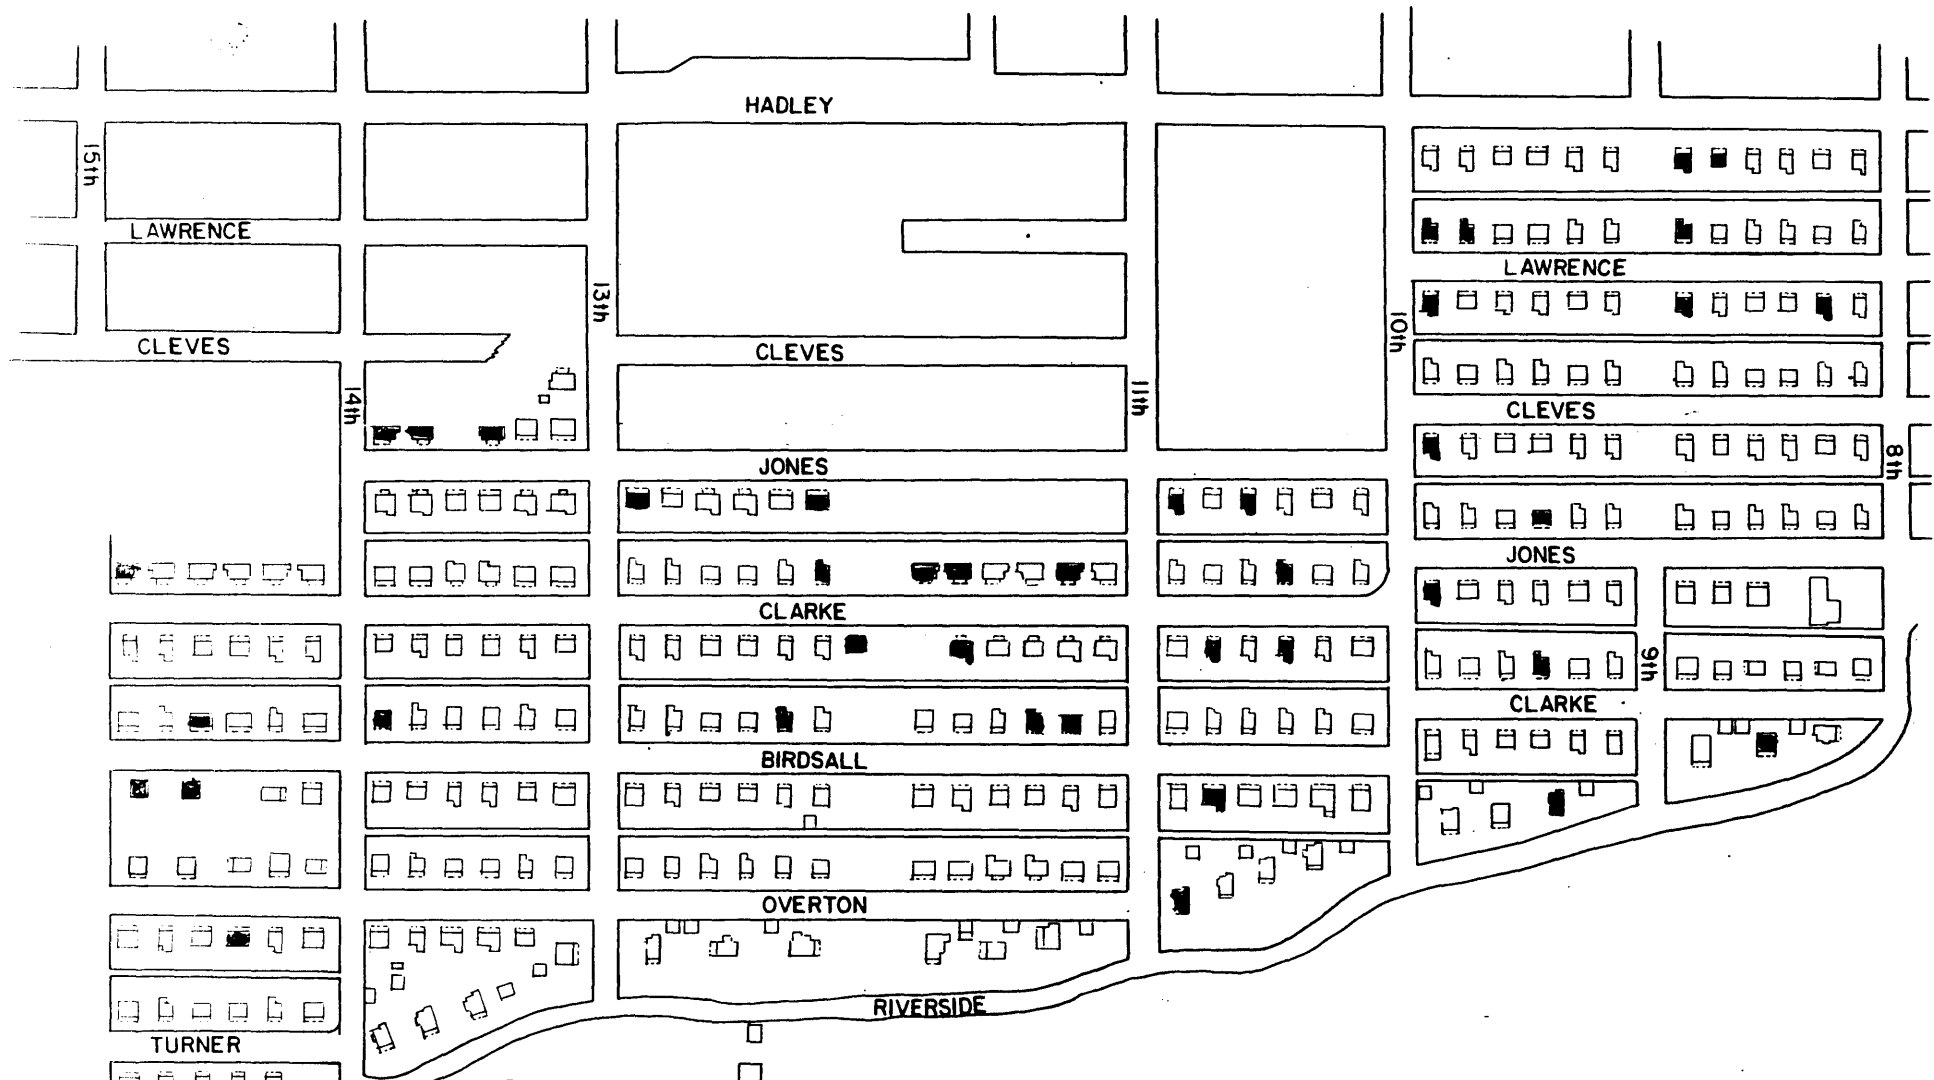 HADLEY
15th
LAWRENCE
LAWRENCE
13th
10th
CLEVES
CLEVES
14th
11th
CLEVES
8th
JONES
JONES
CLARKE
9th
CLARKE
BIRDSALL
OVERTON
RIVERSIDE
TURNER